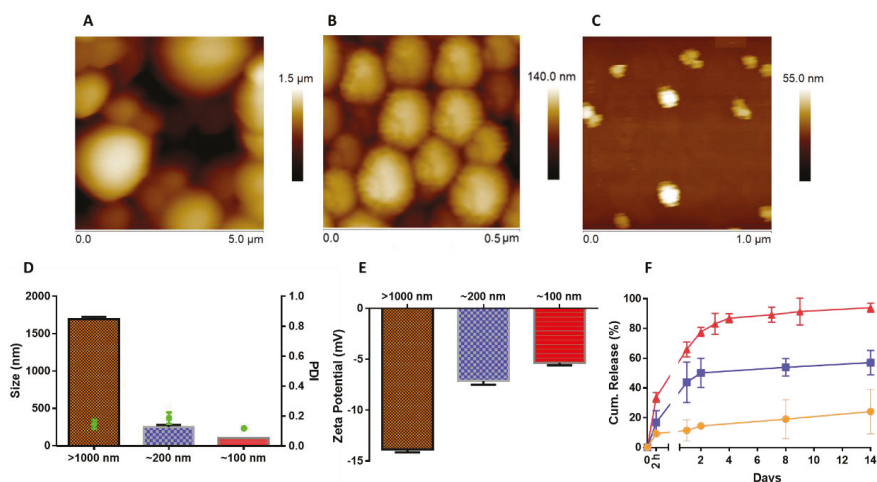 A
B
C
1.5 µm
140.0 nm
55.0 nm
0.0
5.0 µm
0.0
0.5 µm
0.0
1.0 µm
D
E
F
2000
1500
1000
500
0
Size (nm)
1.0
0.8
0.6
0.4
0.2
0.0
PDI
>1000 nm
~200 nm
~100 nm
>1000 nm
~200 nm
~100 nm
0
-5
-10
-15
Zeta Potential (mV)
100
80
60
40
20
0
Cum. Release (%)
0
2 h
2
4
6
8
10
12
14
Days